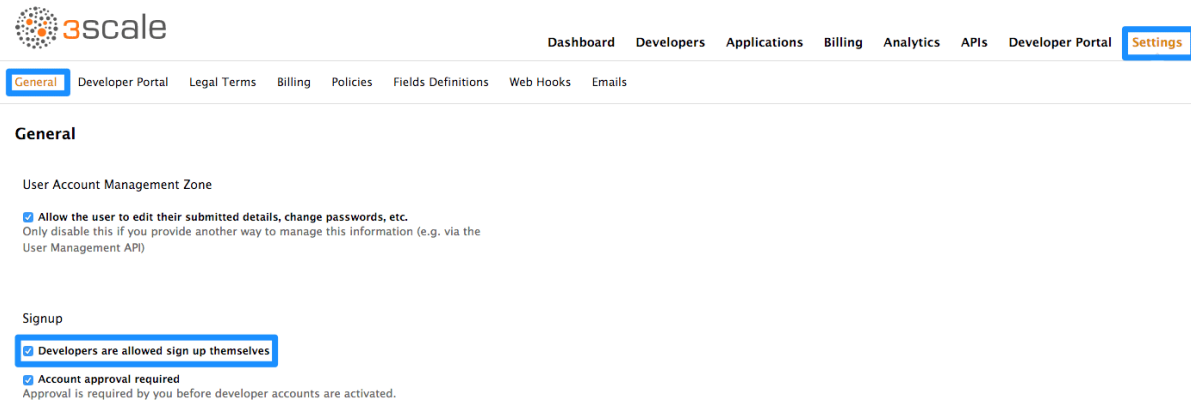 3scale
Dashboard Developers Applications Billing Analytics APIs Developer Portal Settings
General Developer Portal Legal Terms Billing Policies Fields Definitions Web Hooks Emails
General
User Account Management Zone
Allow the user to edit their submitted details, change passwords, etc.
Only disable this if you provide another way to manage this information (e.g. via the
User Management API)
Signup
Developers are allowed sign up themselves
Account approval required
Approval is required by you before developer accounts are activated.